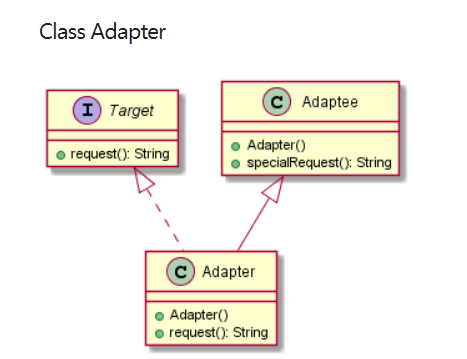 Class Adapter
I Target
request(): String
C Adaptee
Adapter()
specialRequest(): String
C Adapter
Adapter()
request(): String